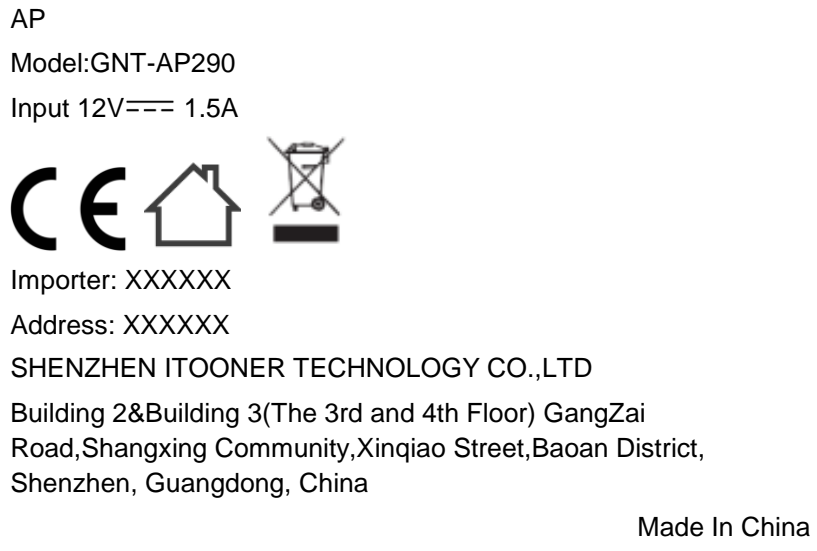 AP
Model:GNT-AP290
Input 12V⎓ 1.5A
CE
Importer: XXXXXX
Address: XXXXXX
SHENZHEN ITOONER TECHNOLOGY CO.,LTD
Building 2&Building 3(The 3rd and 4th Floor) GangZai
Road,Shangxing Community,Xinqiao Street,Baoan District,
Shenzhen, Guangdong, China
Made In China